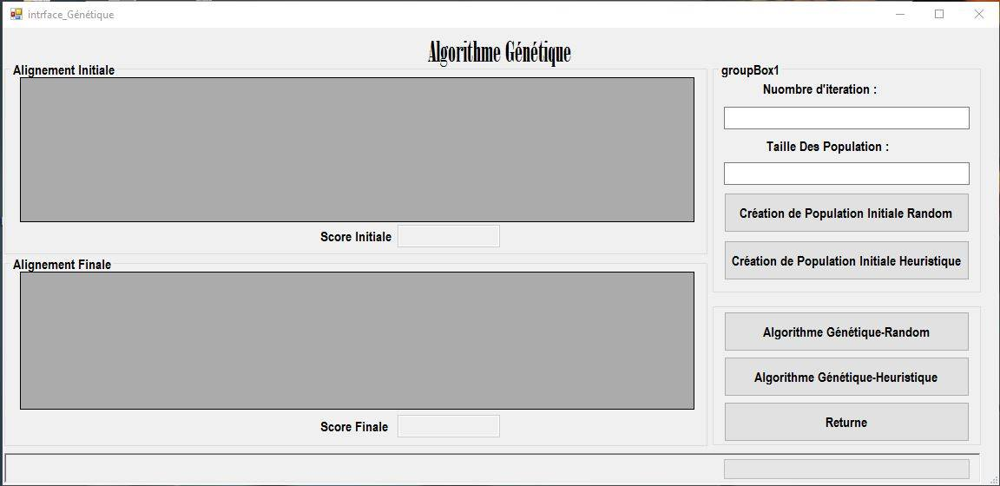 intrface_Génétique
Algorithme Génétique
Alignement Initiale
Score Initiale
Alignement Finale
Score Finale
groupBox1
Nuombre d'iteration :
Taille Des Population :
Création de Population Initiale Random
Création de Population Initiale Heuristique
Algorithme Génétique-Random
Algorithme Génétique-Heuristique
Returne